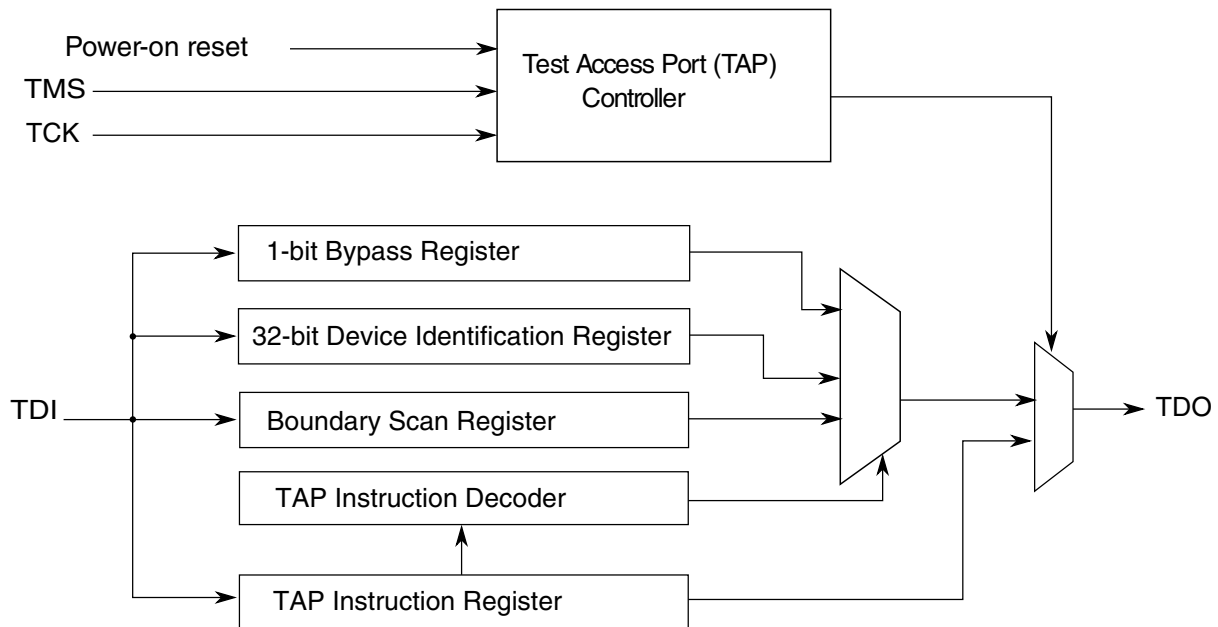 Power-on reset
TMS
TCK
Test Access Port (TAP)
Controller
1-bit Bypass Register
32-bit Device Identification Register
TDI
Boundary Scan Register
TDO
TAP Instruction Decoder
TAP Instruction Register